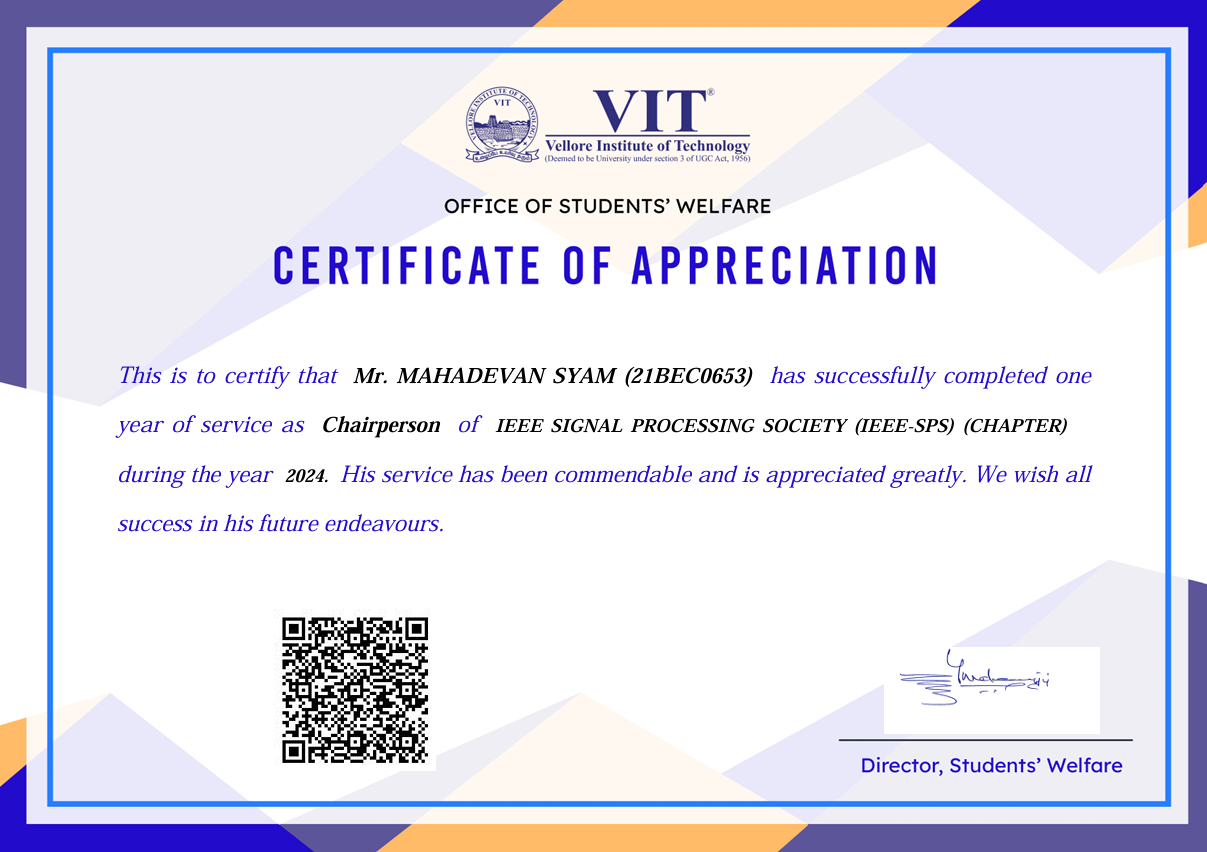 VELLORE INSTITUTE OF TECHNOLOGY
VIT
VIT®
Vellore Institute of Technology
(Deemed to be University under section 3 of UGC Act, 1956)
OFFICE OF STUDENTS’ WELFARE
CERTIFICATE OF APPRECIATION
This is to certify that Mr. MAHADEVAN SYAM (21BEC0653) has successfully completed one
year of service as Chairperson of IEEE SIGNAL PROCESSING SOCIETY (IEEE-SPS) (CHAPTER)
during the year 2024. His service has been commendable and is appreciated greatly. We wish all
success in his future endeavours.
Director, Students’ Welfare